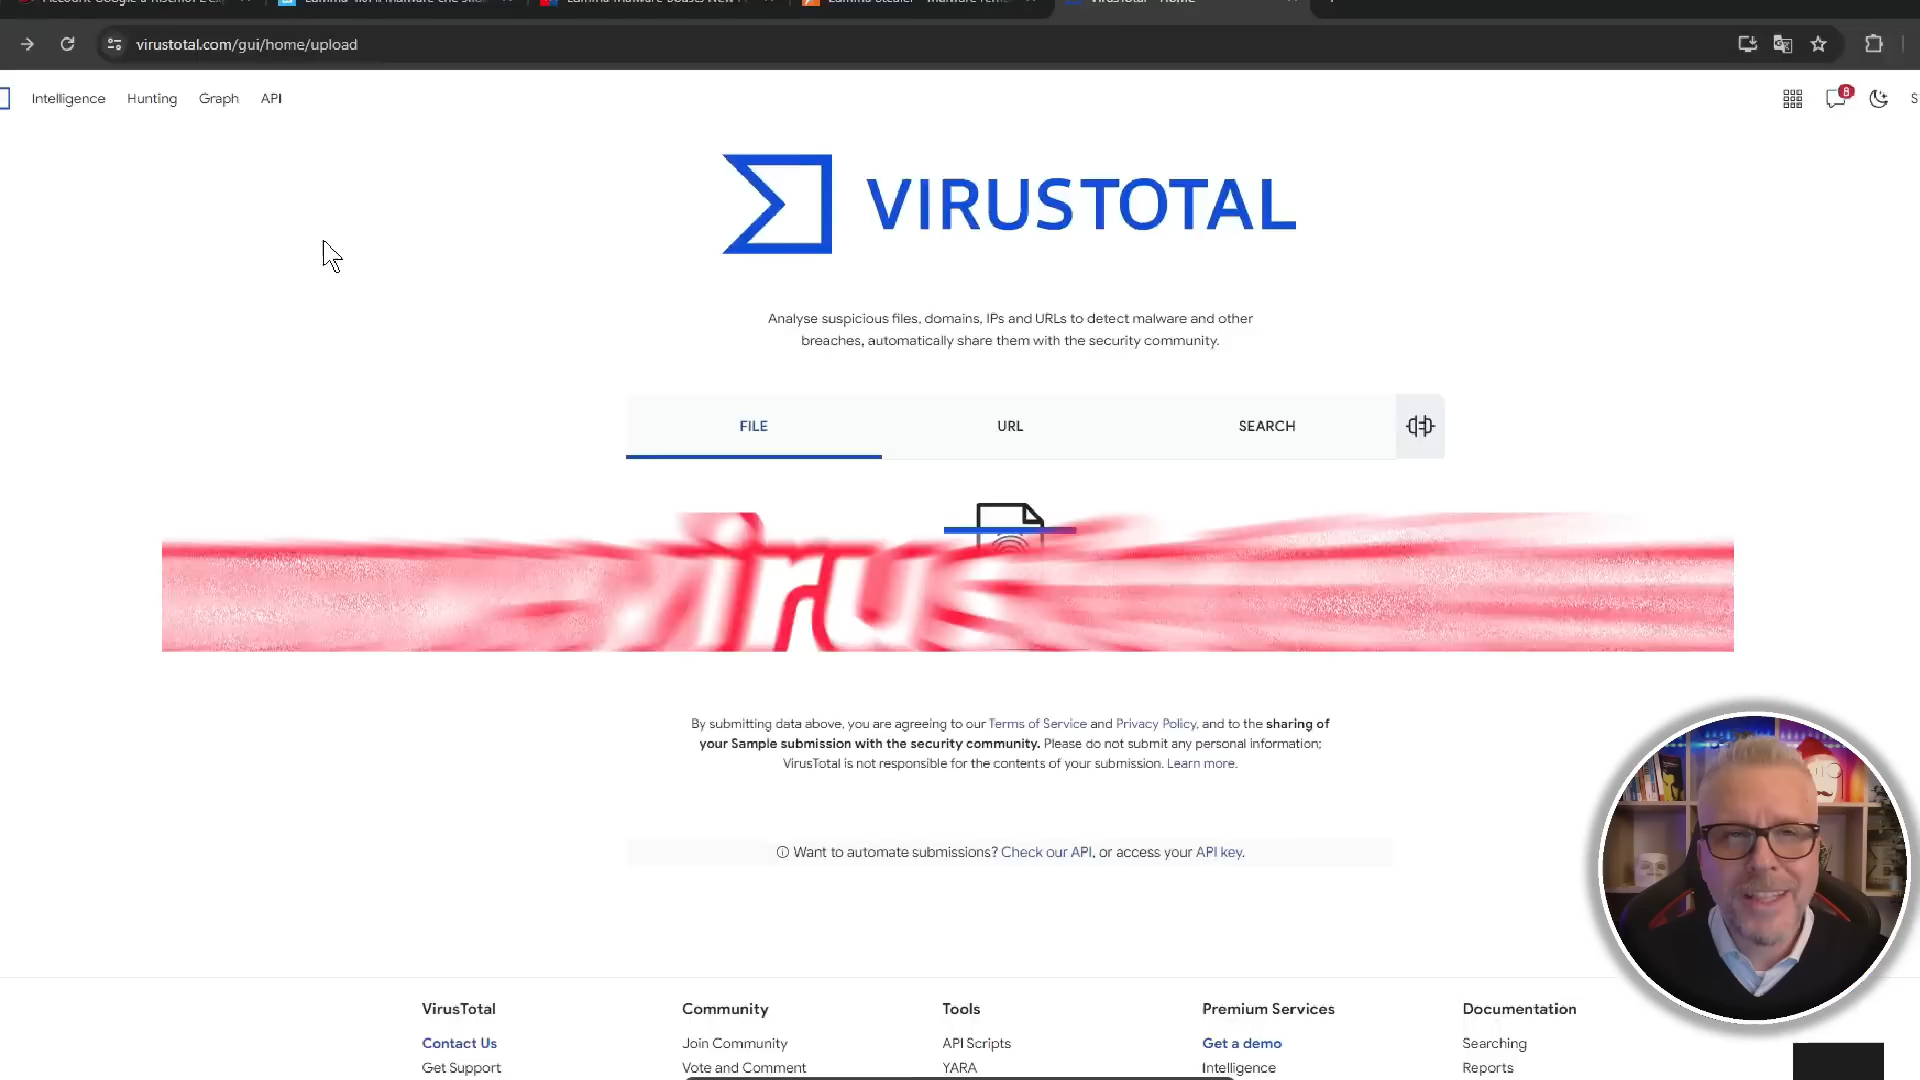 virustotal.com/gui/home/upload
Intelligence Hunting Graph API
8
VIRUSTOTAL
Analyse suspicious files, domains, IPs and URLs to detect malware and other
breaches, automatically share them with the security community.
FILE URL SEARCH
irus
By submitting data above, you are agreeing to our Terms of Service and Privacy Policy, and to the sharing of
your Sample submission with the security community. Please do not submit any personal information;
VirusTotal is not responsible for the contents of your submission. Learn more.
Want to automate submissions? Check our API, or access your API key.
VirusTotal Community Tools Premium Services Documentation
Contact Us Join Community API Scripts Get a demo Searching
Get Support Vote and Comment YARA Intelligence Reports